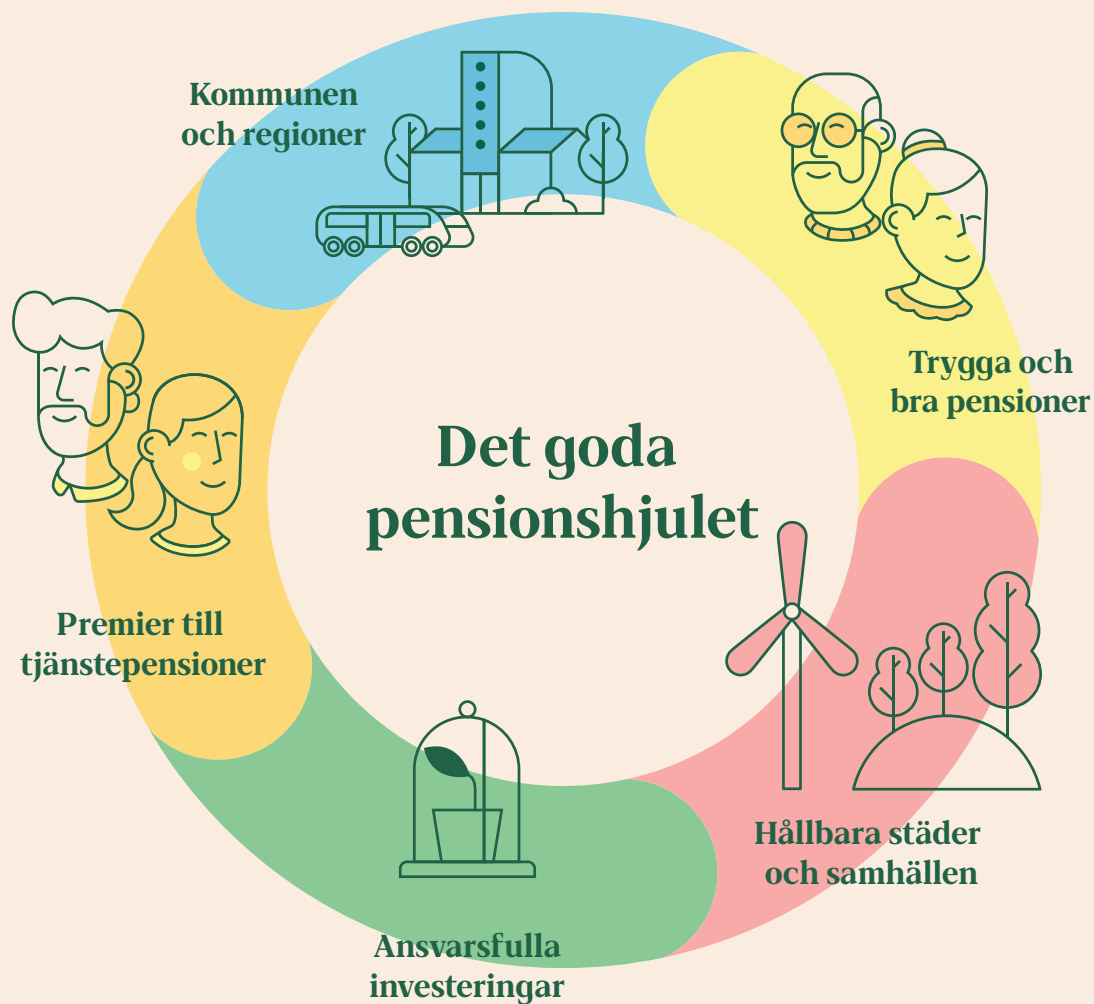 Kommunen
och regioner
Trygga och
bra pensioner
Det goda
pensionshjulet
Premier till
tjänstepensioner
Hållbara städer
och samhällen
Ansvarsfulla
investeringar